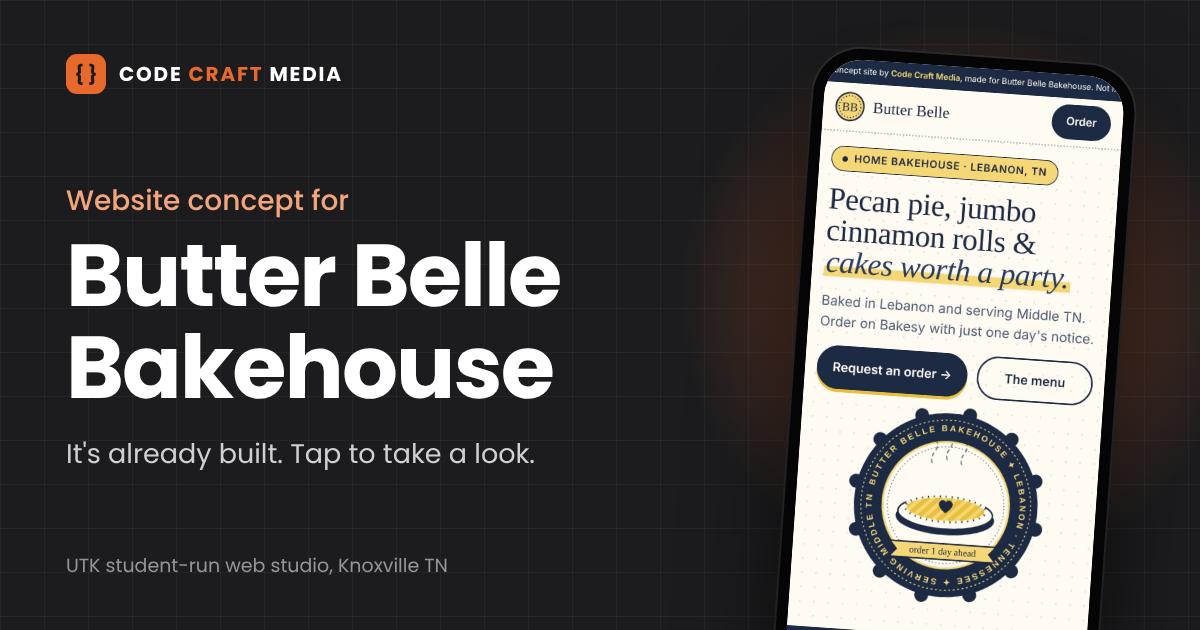 { } CODE CRAFT MEDIA
Website concept for
Butter Belle
Bakehouse
It's already built. Tap to take a look.
UTK student-run web studio, Knoxville TN
concept site by Code Craft Media, made for Butter Belle Bakehouse. Not
BB Butter Belle
Order
HOME BAKEHOUSE · LEBANON, TN
Pecan pie, jumbo
cinnamon rolls &
cakes worth a party.
Baked in Lebanon and serving Middle TN.
Order on Bakesy with just one day's notice.
Request an order →
The menu
BUTTER BELLE BAKEHOUSE ✦ LEBANON TENNESSEE ✦ SERVING MIDDLE TN
order 1 day ahead